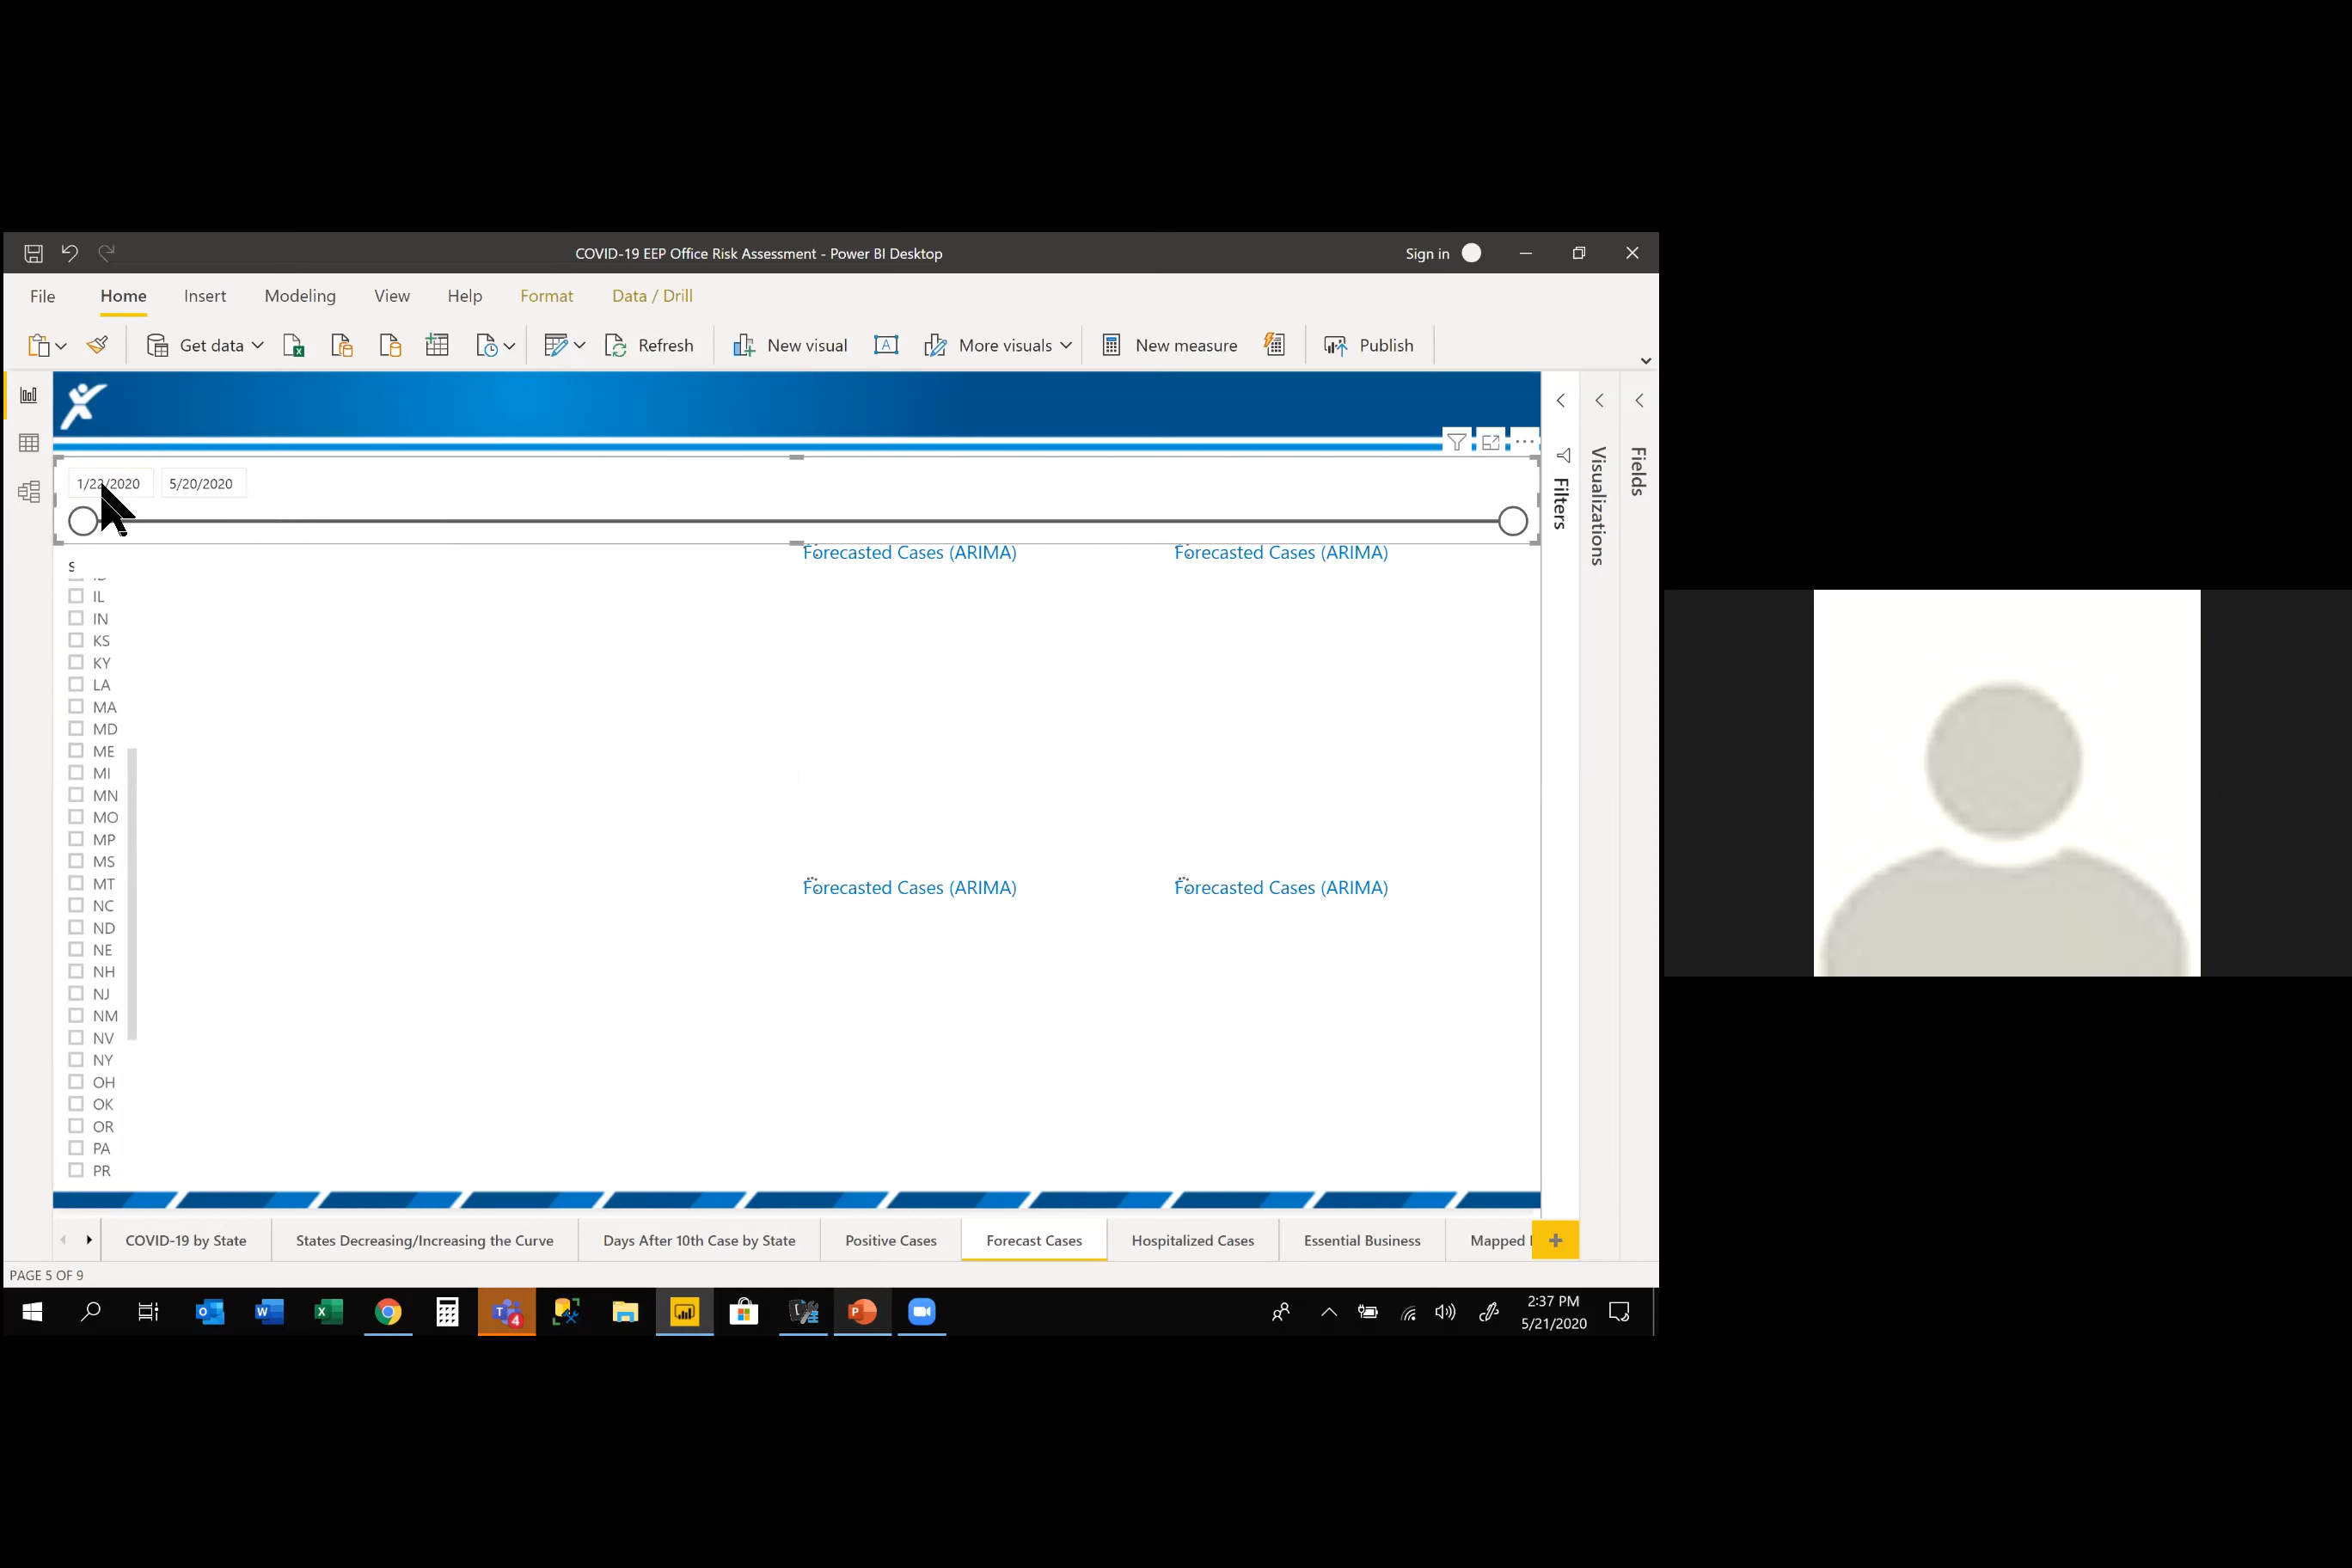 COVID-19 EEP Office Risk Assessment - Power BI Desktop
Sign in
File Home Insert Modeling View Help Format Data / Drill
Get data Refresh New visual More visuals New measure Publish
1/22/2020 5/20/2020
Filters
Visualizations
Fields
Forecasted Cases (ARIMA) Forecasted Cases (ARIMA)
S
IL
IN
KS
KY
LA
MA
MD
ME
MI
MN
MO
MP
MS
MT
NC
ND
NE
NH
NJ
NM
NV
NY
OH
OK
OR
PA
PR
Forecasted Cases (ARIMA) Forecasted Cases (ARIMA)
COVID-19 by State States Decreasing/Increasing the Curve Days After 10th Case by State Positive Cases Forecast Cases Hospitalized Cases Essential Business Mapped
PAGE 5 OF 9
4
2:37 PM
5/21/2020